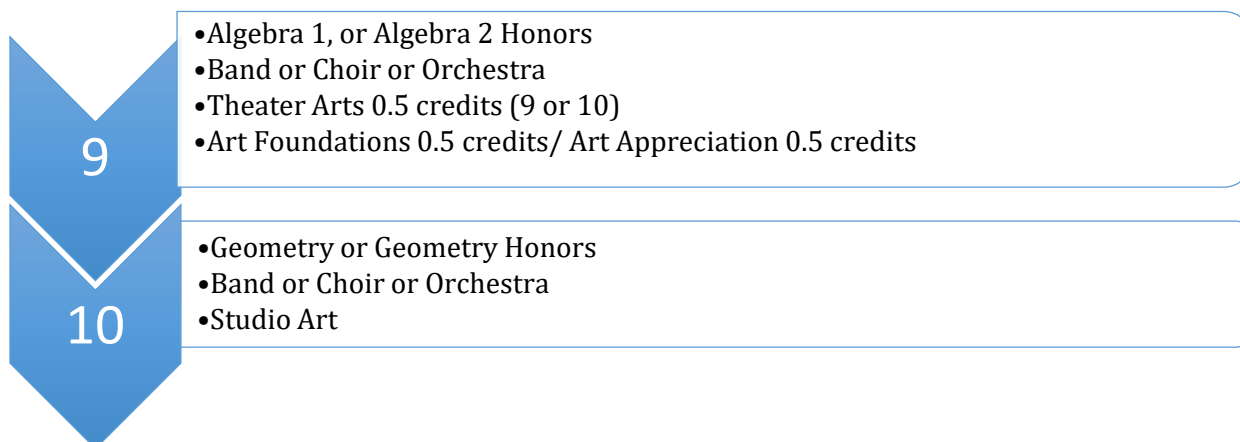 9
•Algebra 1, or Algebra 2 Honors
•Band or Choir or Orchestra
•Theater Arts 0.5 credits (9 or 10)
•Art Foundations 0.5 credits/ Art Appreciation 0.5 credits
10
•Geometry or Geometry Honors
•Band or Choir or Orchestra
•Studio Art